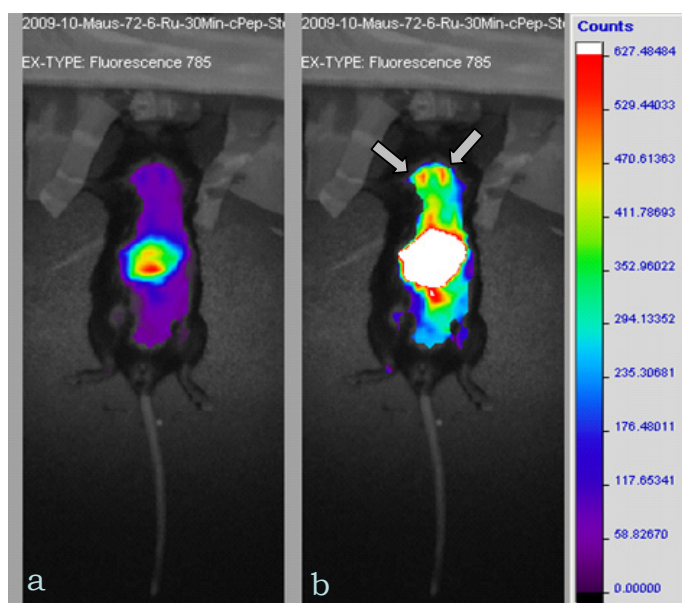 2009-10-Maus-72-6-Ru-30Min-cPep-St
EX-TYPE: Fluorescence 785
a
2009-10-Maus-72-6-Ru-30Min-cPep-Ste
EX-TYPE: Fluorescence 785
b
Counts
627.48484
529.44033
470.61363
411.78693
352.96022
294.13352
235.30681
176.48011
117.65341
58.82670
0.00000